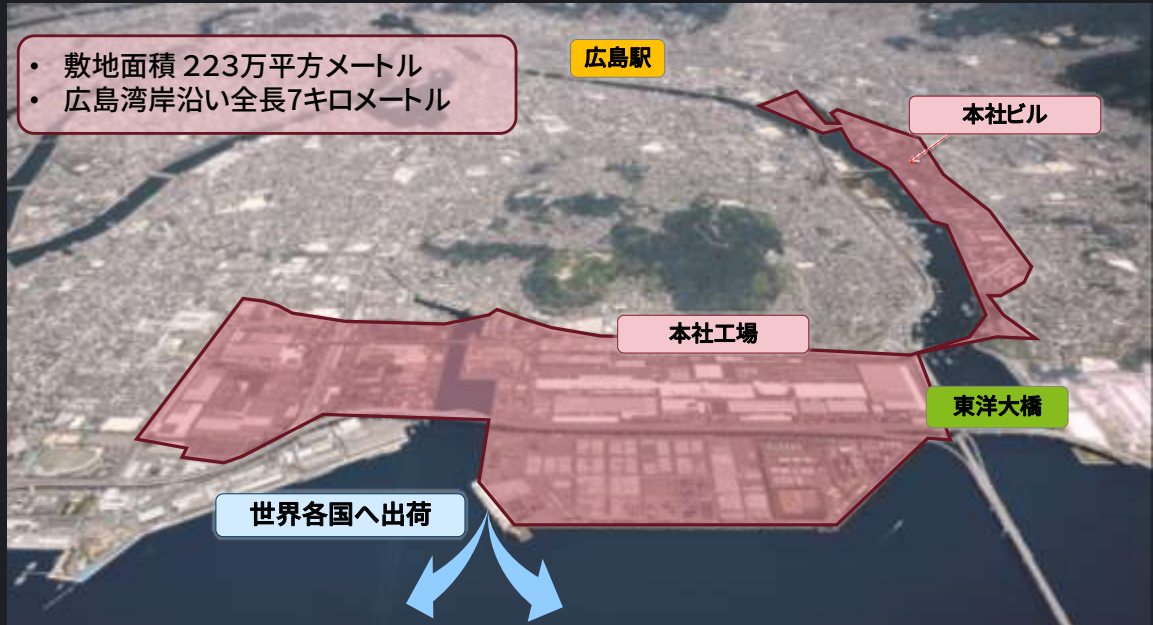 • 敷地面積 223万平方メートル
• 広島湾岸沿い全長7キロメートル
広島駅
本社ビル
本社工場
東洋大橋
世界各国へ出荷